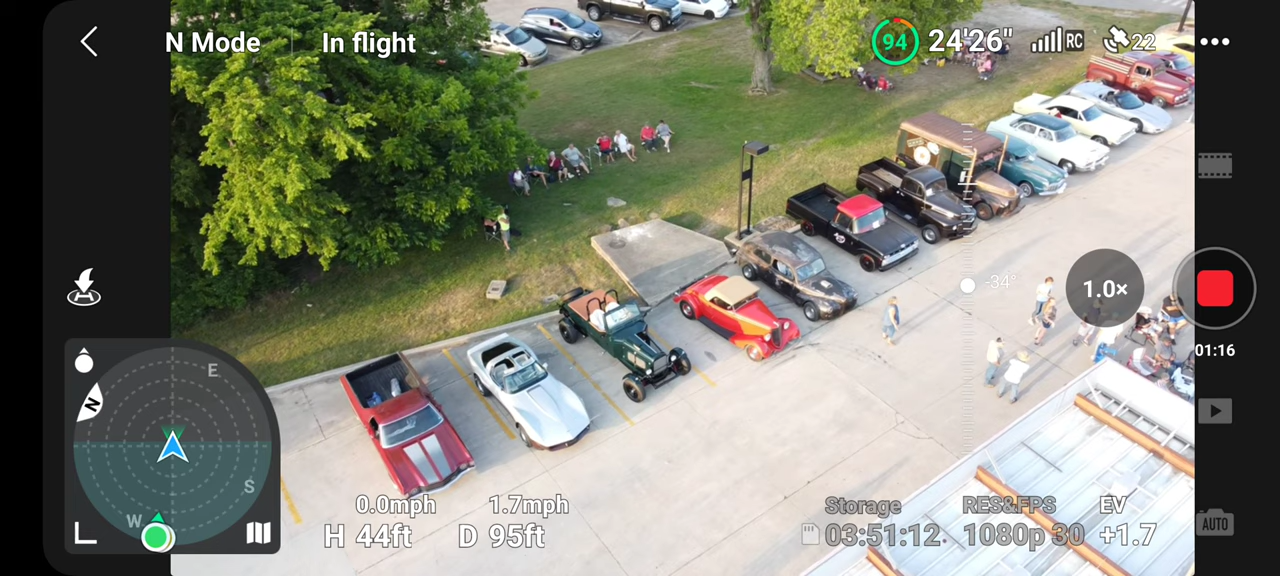 N Mode In flight 94 24'26" RC 22
-34°
1.0×
01:16
N E S W
0.0mph 1.7mph
H 44ft D 95ft
Storage RES&FPS EV
03:51:12 1080p 30 +1.7
AUTO